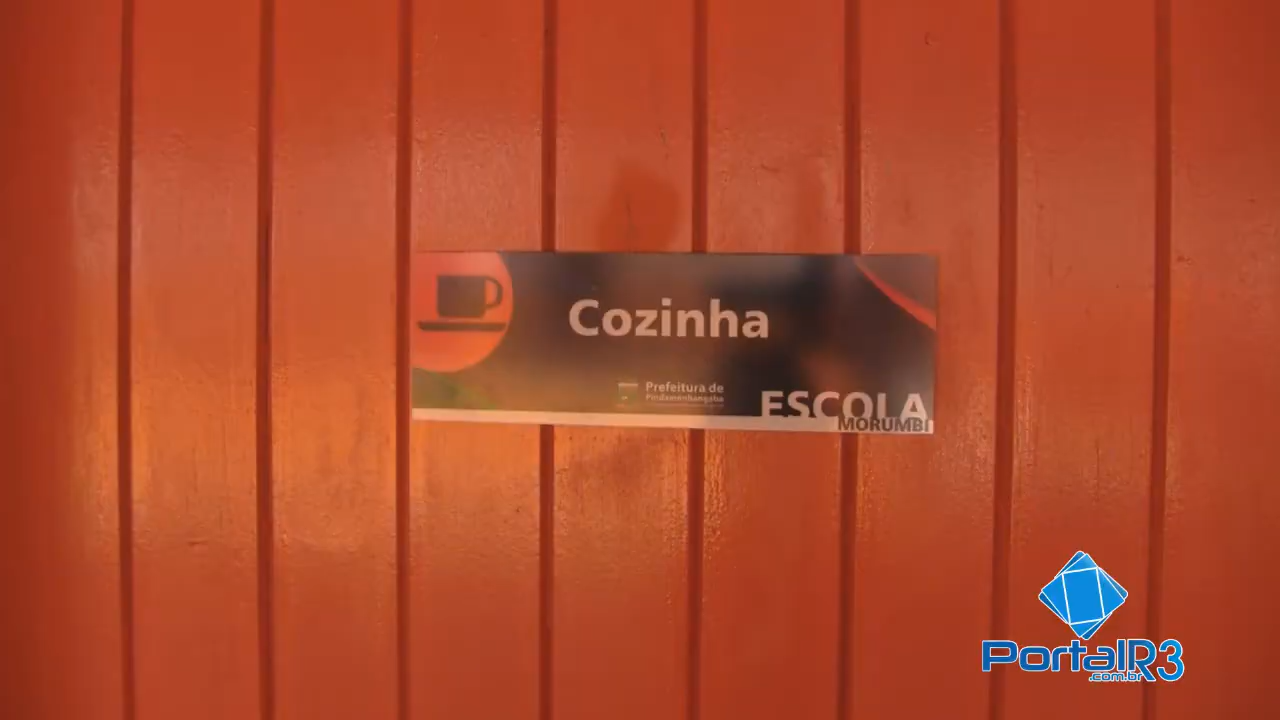 Cozinha
Prefeitura de
Pindamonhangaba
ESCOLA
MORUMBI
PortalR3
.com.br